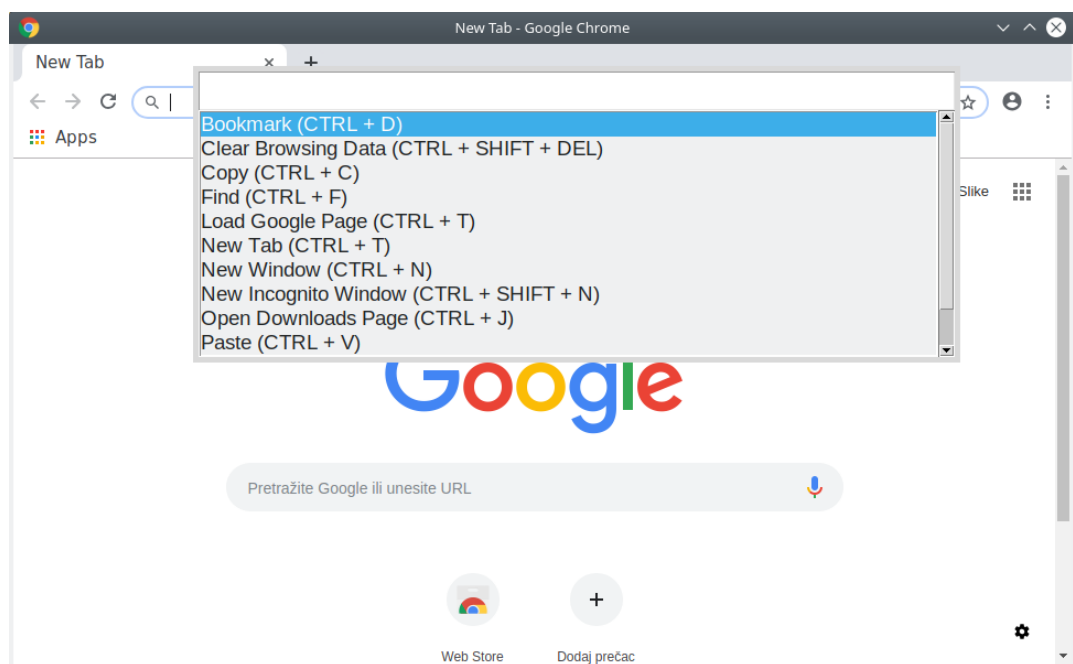 New Tab - Google Chrome
New Tab
Apps
Bookmark (CTRL + D)
Clear Browsing Data (CTRL + SHIFT + DEL)
Copy (CTRL + C)
Find (CTRL + F)
Load Google Page (CTRL + T)
New Tab (CTRL + T)
New Window (CTRL + N)
New Incognito Window (CTRL + SHIFT + N)
Open Downloads Page (CTRL + J)
Paste (CTRL + V)
Slike
Google
Pretražite Google ili unesite URL
Web Store
Dodaj prečac